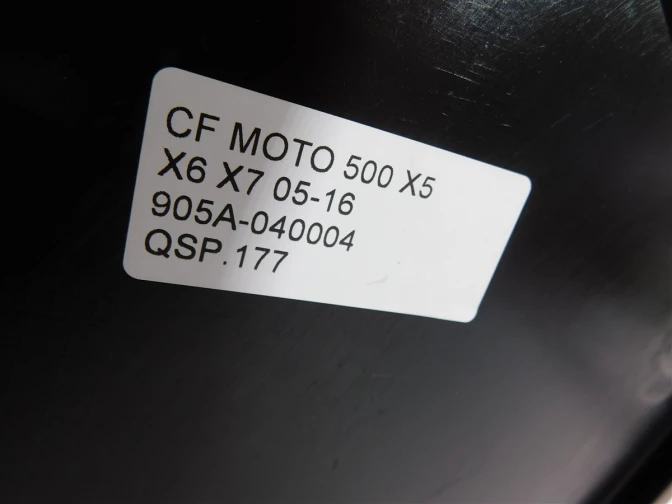 CF MOTO 500 X5
X6 X7 05-16
905A-040004
QSP.177